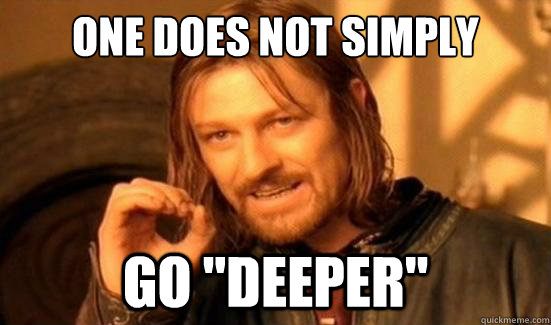 ONE DOES NOT SIMPLY
GO "DEEPER"
quickmeme.com